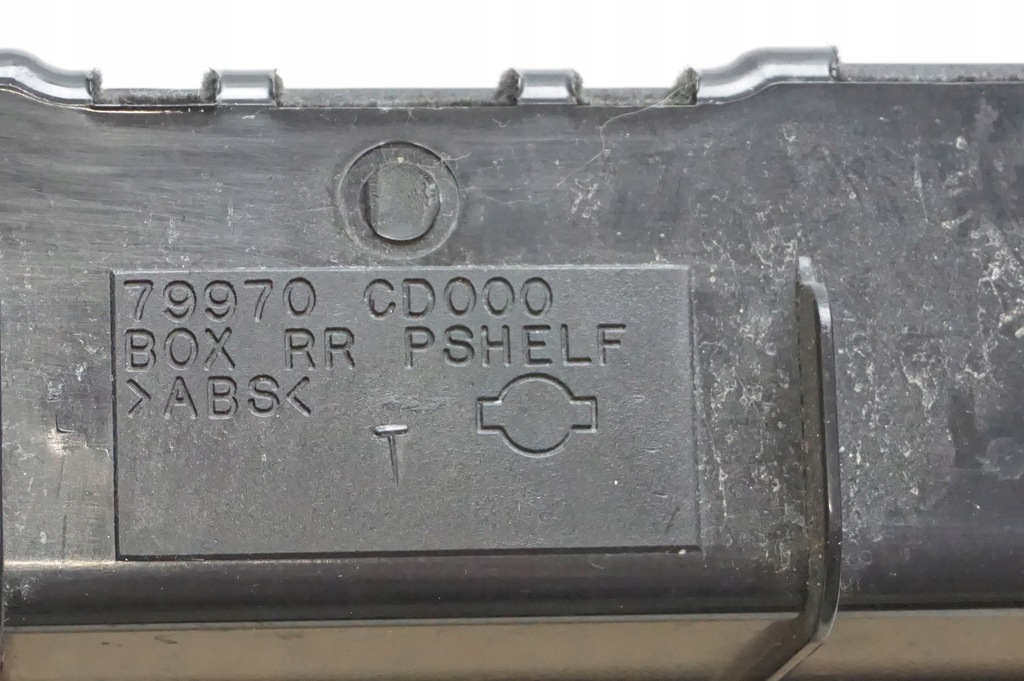 79970 CD000
BOX RR PSHELF
>ABS<
T